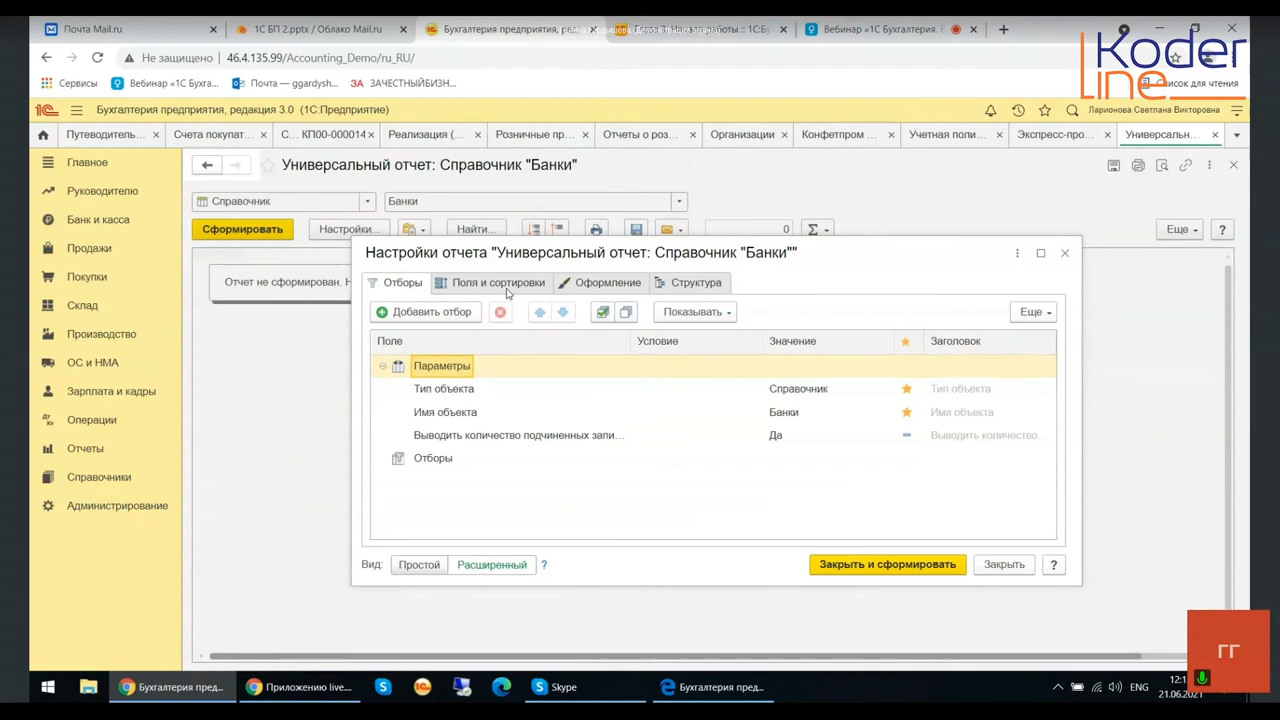 Почта Mail.ru
1С БП 2.pptx / Облако Mail.ru
Бухгалтерия предприятия, р
работы :: 1С:Бу
Вебинар «1С Бухгалтерия. В
Koder
line
Не защищено
46.4.135.99/Accounting_Demo/ru_RU/
Сервисы
Вебинар «1С Бухга...
Почта — ggardysh...
ЗА ЗАЧЕСТНЫЙБИЗН...
Список для чтения
1С
Бухгалтерия предприятия, редакция 3.0 (1С:Предприятие)
Ларионова Светлана Викторовна
Путеводитель...
Счета покупат...
С... КП00-000014
Реализация (...
Розничные пр...
Отчеты о роз...
Организации
Конфетпром ...
Учетная поли...
Экспресс-про...
Универсальн...
Главное
Руководителю
Банк и касса
Продажи
Покупки
Склад
Производство
ОС и НМА
Зарплата и кадры
Операции
Отчеты
Справочники
Администрирование
Универсальный отчет: Справочник "Банки"
Справочник
Банки
Сформировать
Настройки...
Найти...
0
Σ
Еще
?
Отчет не сформирован. Н
Настройки отчета "Универсальный отчет: Справочник "Банки""
Отборы
Поля и сортировки
Оформление
Структура
Добавить отбор
Показывать
Еще
Поле
Условие
Значение
Заголовок
Параметры
Тип объекта
Справочник
Тип объекта
Имя объекта
Банки
Имя объекта
Выводить количество подчиненных запи...
Да
Выводить количество...
Отборы
Вид:
Простой
Расширенный
?
Закрыть и сформировать
Закрыть
?
ГГ
Бухгалтерия пред...
Приложению live....
Skype
Бухгалтерия пред...
ENG
12:1
21.06.2021